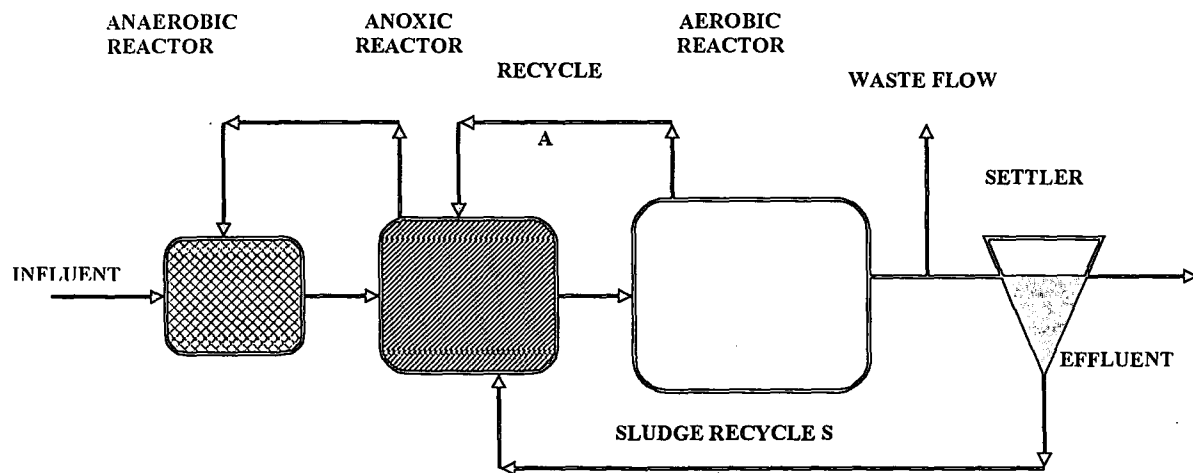 ANAEROBIC
REACTOR
ANOXIC
REACTOR
AEROBIC
REACTOR
RECYCLE
WASTE FLOW
A
SETTLER
INFLUENT
EFFLUENT
SLUDGE RECYCLE S